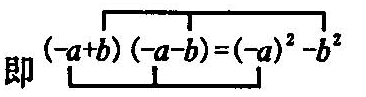 即 (-a+b)(-a-b)=(-a)²-b²